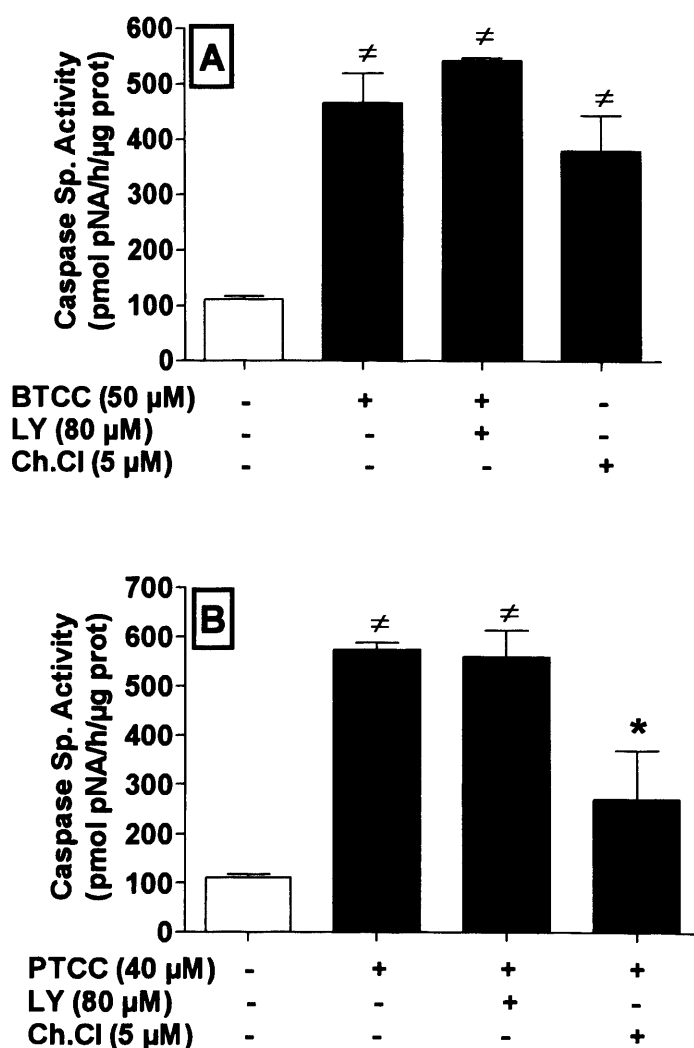 A
Caspase Sp. Activity
(pmol pNA/h/µg prot)
600
500
400
300
200
100
0
≠ ≠ ≠
BTCC (50 µM) - + + -
LY (80 µM) - - + -
Ch.Cl (5 µM) - - - +
B
Caspase Sp. Activity
(pmol pNA/h/µg prot)
700
600
500
400
300
200
100
0
≠ ≠ *
PTCC (40 µM) - + + +
LY (80 µM) - - + -
Ch.Cl (5 µM) - - - +